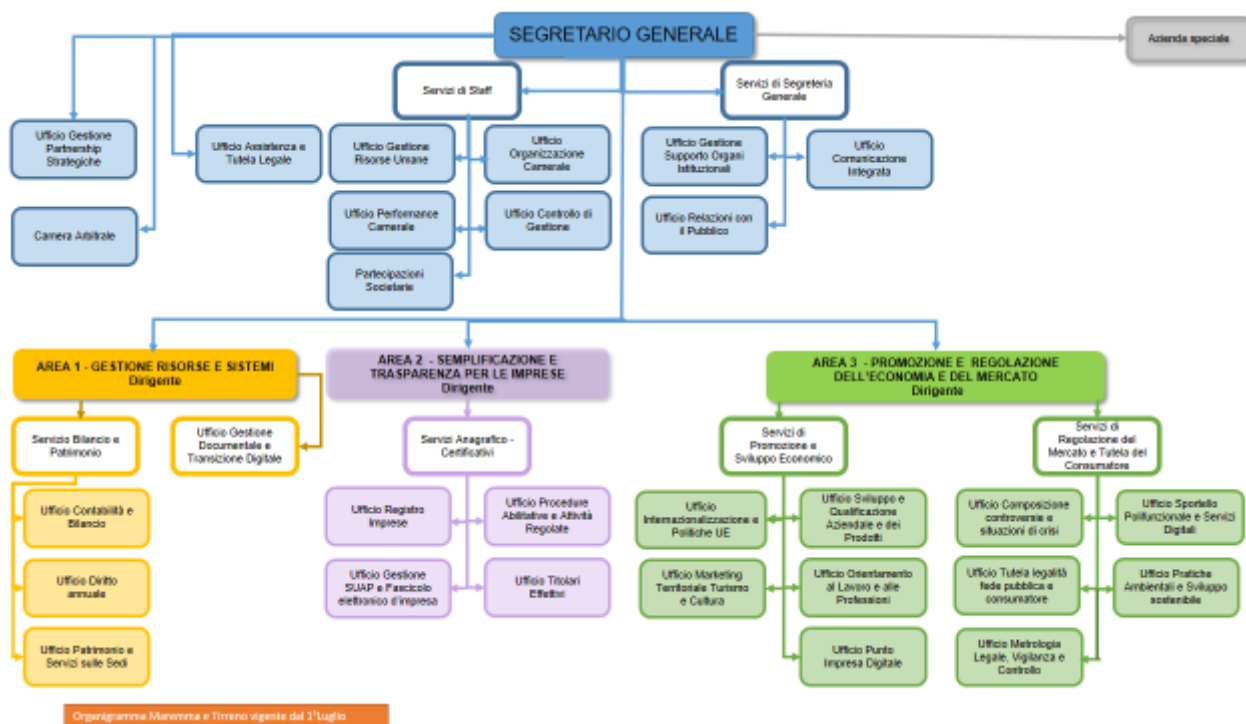 SEGRETARIO GENERALE
Azienda speciale
Servizi di Staff
Servizi di Segreteria
Generale
Ufficio Gestione
Partnership
Strategiche
Ufficio Assistenza e
Tutela Legale
Ufficio Gestione
Risorse Umane
Ufficio
Organizzazione
Camerale
Ufficio Gestione
Supporto Organi
Istituzionali
Ufficio
Comunicazione
Integrata
Camera Arbitrale
Ufficio Performance
Camerale
Ufficio Controllo di
Gestione
Ufficio Relazioni con
il Pubblico
Partecipazioni
Societarie
AREA 1 - GESTIONE RISORSE E SISTEMI
Dirigente
AREA 2 - SEMPLIFICAZIONE E
TRASPARENZA PER LE IMPRESE
Dirigente
AREA 3 - PROMOZIONE E REGOLAZIONE
DELL'ECONOMIA E DEL MERCATO
Dirigente
Servizio Bilancio e
Patrimonio
Ufficio Gestione
Documentale e
Transizione Digitale
Servizi Anagrafico -
Certificativi
Servizi di
Promozione e
Sviluppo Economico
Servizi di
Regolazione del
Mercato e Tutela del
Consumatore
Ufficio Contabilità e
Bilancio
Ufficio Registro
Imprese
Ufficio Procedure
Abilitative e Attività
Regolate
Ufficio
Internazionalizzazione e
Politiche UE
Ufficio Sviluppo e
Qualificazione
Aziendale e dei
Prodotti
Ufficio Composizione
controversie e
situazioni di crisi
Ufficio Sportello
Polifunzionale e Servizi
Digitali
Ufficio Diritto
annuale
Ufficio Gestione
SUAP e Fascicolo
elettronico d'impresa
Ufficio Titolari
Effettivi
Ufficio Marketing
Territoriale Turismo
e Cultura
Ufficio Orientamento
al Lavoro e alle
Professioni
Ufficio Tutela legalità
fede pubblica e
consumatore
Ufficio Pratiche
Ambientali e Sviluppo
sostenibile
Ufficio Patrimonio e
Servizi sulle Sedi
Ufficio Punto
Impresa Digitale
Ufficio Metrologia
Legale, Vigilanza e
Controllo
Organigramma Maremma e Tirreno vigente dal 1°Luglio